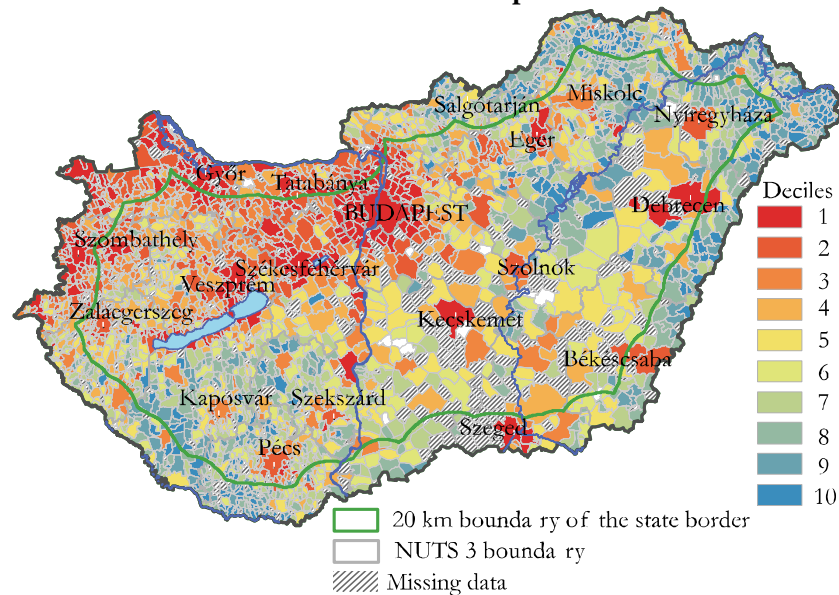 Salgótarján
Miskolc
Nyíregyháza
Eger
Győr
Tatabánya
BUDAPEST
Debrecen
Szombathely
Székesfehérvár
Szolnok
Veszprém
Zalaegerszeg
Kecskemét
Békéscsaba
Kaposvár
Szekszárd
Szeged
Pécs
Deciles
1
2
3
4
5
6
7
8
9
10
20 km bounda ry of the state border
NUTS 3 bounda ry
Missing data